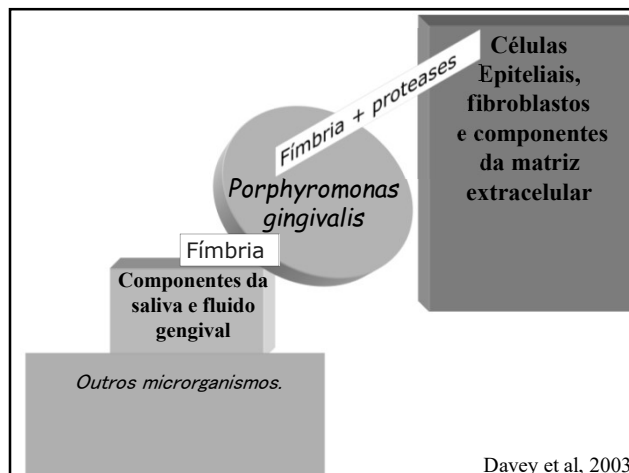 Células
Epiteliais,
fibroblastos
e componentes
da matriz
extracelular
Fímbria + proteases
Porphyromonas
gingivalis
Fímbria
Componentes da
saliva e fluido
gengival
Outros microrganismos.
Davey et al, 2003